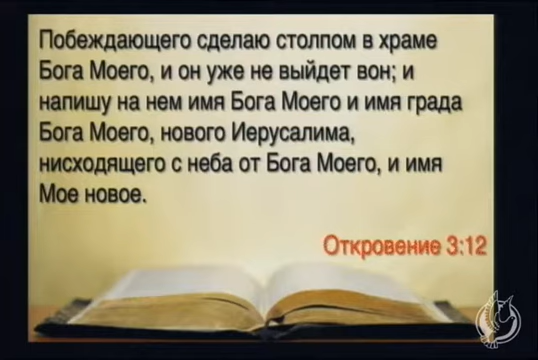 Побеждающего сделаю столпом в храме
Бога Моего, и он уже не выйдет вон; и
напишу на нем имя Бога Моего и имя града
Бога Моего, нового Иерусалима,
нисходящего с неба от Бога Моего, и имя
Мое новое.
Откровение 3:12